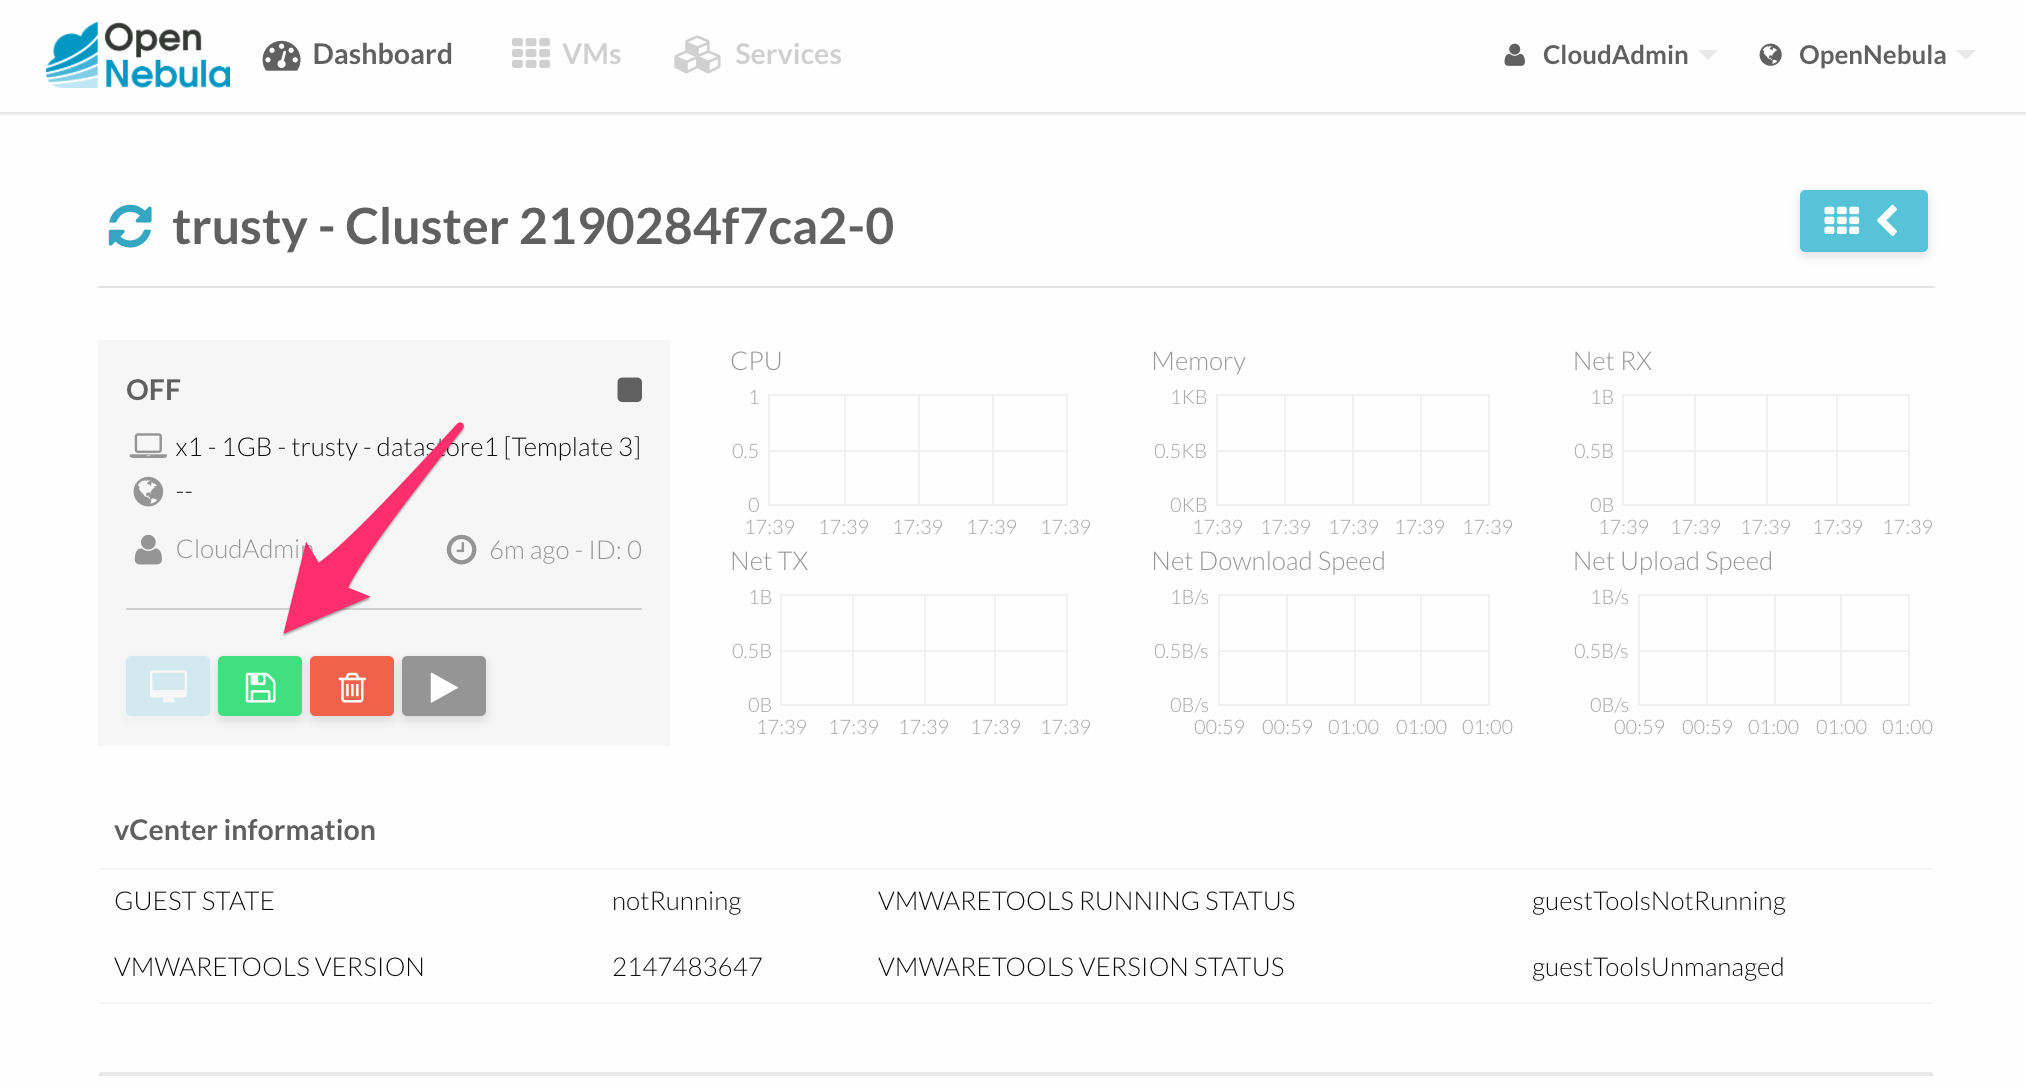 Open
Nebula
Dashboard
VMs
Services
CloudAdmin
OpenNebula
trusty - Cluster 2190284f7ca2-0
OFF
x1 - 1GB - trusty - datastore1 [Template 3]
--
CloudAdmin
6m ago - ID: 0
CPU
1
0.5
0
17:39 17:39 17:39 17:39 17:39
Memory
1KB
0.5KB
0KB
17:39 17:39 17:39 17:39 17:39
Net RX
1B
0.5B
0B
17:39 17:39 17:39 17:39 17:39
Net TX
1B
0.5B
0B
17:39 17:39 17:39 17:39 17:39
Net Download Speed
1B/s
0.5B/s
0B/s
00:59 00:59 01:00 01:00 01:00
Net Upload Speed
1B/s
0.5B/s
0B/s
00:59 00:59 01:00 01:00 01:00
vCenter information
GUEST STATE notRunning VMWARETOOLS RUNNING STATUS guestToolsNotRunning
VMWARETOOLS VERSION 2147483647 VMWARETOOLS VERSION STATUS guestToolsUnmanaged